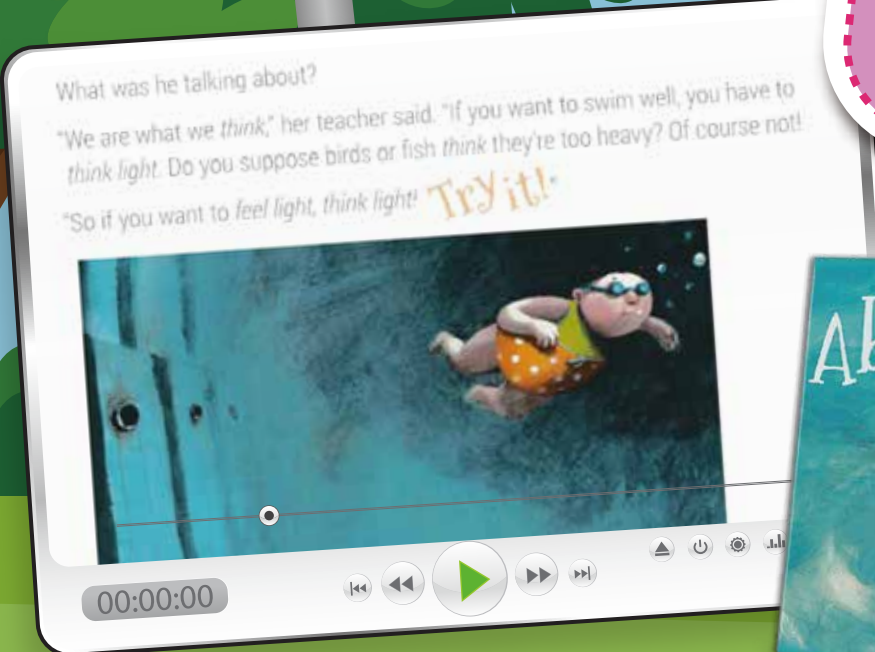 What was he talking about?
"We are what we think," her teacher said. "If you want to swim well, you have to
think light. Do you suppose birds or fish think they're too heavy? Of course not!
"So if you want to feel light, think light! Try it!"
Ab
00:00:00